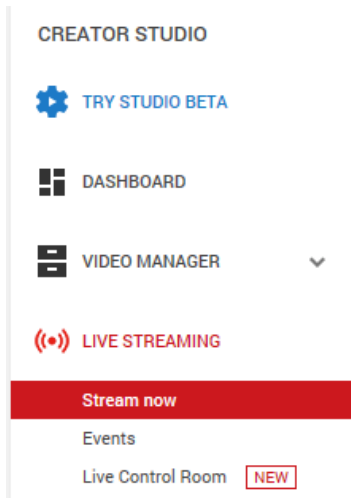 CREATOR STUDIO
TRY STUDIO BETA
DASHBOARD
VIDEO MANAGER
LIVE STREAMING
Stream now
Events
Live Control Room NEW